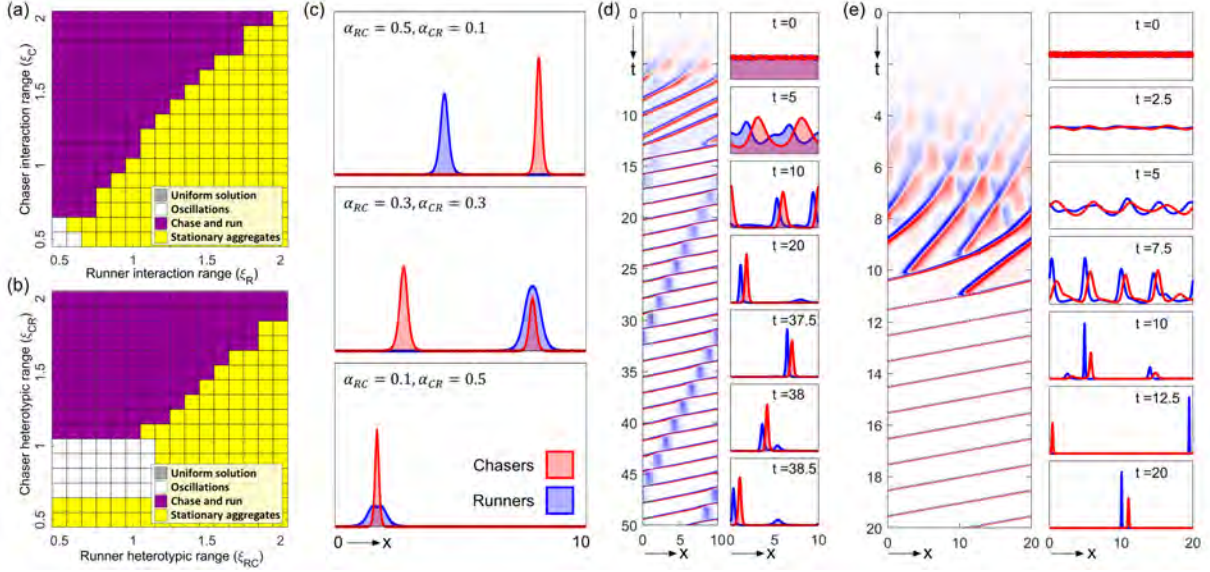 (a)
2
1.5
1
0.5
Chaser interaction range (ξC)
Uniform solution
Oscillations
Chase and run
Stationary aggregates
0.5 1 1.5 2
Runner interaction range (ξR)
(b)
2
1.5
1
0.5
Chaser heterotypic range (ξCR)
Uniform solution
Oscillations
Chase and run
Stationary aggregates
0.5 1 1.5 2
Runner heterotypic range (ξRC)
(c)
αRC = 0.5, αCR = 0.1
αRC = 0.3, αCR = 0.3
αRC = 0.1, αCR = 0.5
Chasers
Runners
0 x 10
(d)
0
t
5
10
15
20
25
30
35
40
45
50
0 5
x
t =0
t =5
t =10
t =20
t =37.5
t =38
t =38.5
0 5 10
x
(e)
0
t
2
4
6
8
10
12
14
16
18
20
0 10 20
x
t =0
t =2.5
t =5
t =7.5
t =10
t =12.5
t =20
0 10 20
x